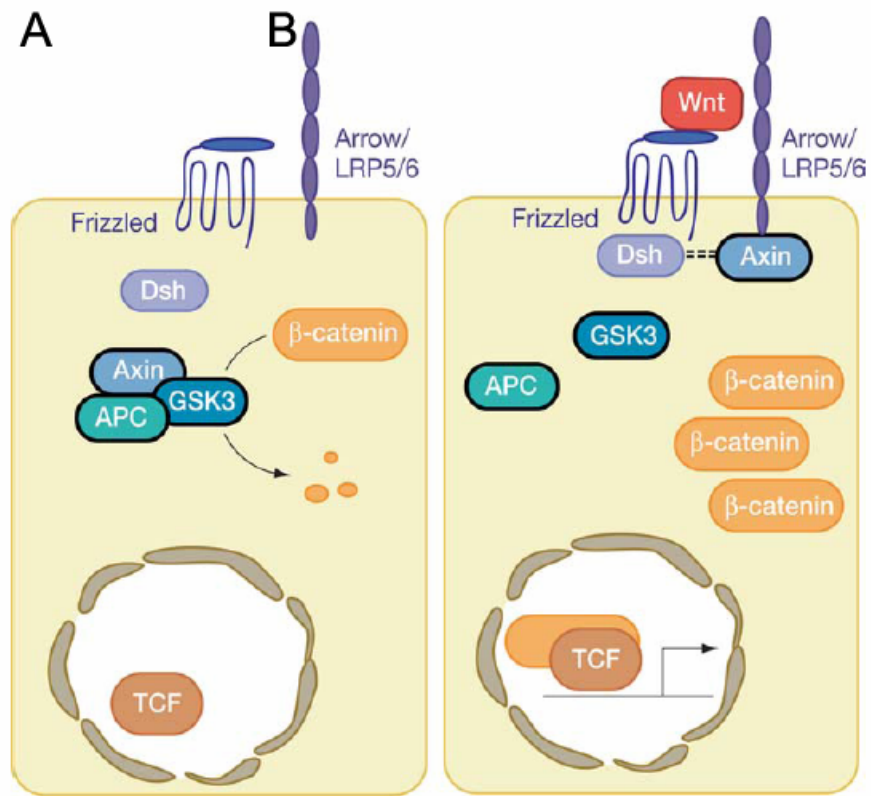 A
B
Arrow/
LRP5/6
Frizzled
Dsh
β-catenin
Axin
APC
GSK3
TCF
Wnt
Arrow/
LRP5/6
Frizzled
Dsh
Axin
GSK3
APC
β-catenin
β-catenin
β-catenin
TCF